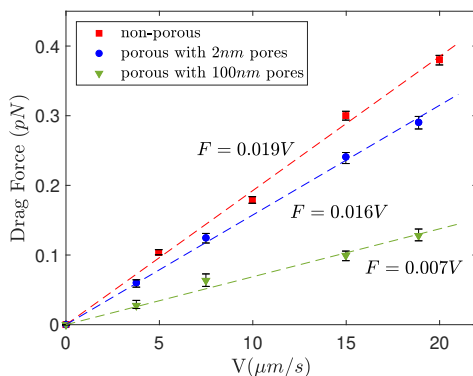 non-porous
porous with 2nm pores
porous with 100nm pores
Drag Force (pN)
0.4
0.3
0.2
0.1
0
F = 0.019V
F = 0.016V
F = 0.007V
0 5 10 15 20
V(μm/s)